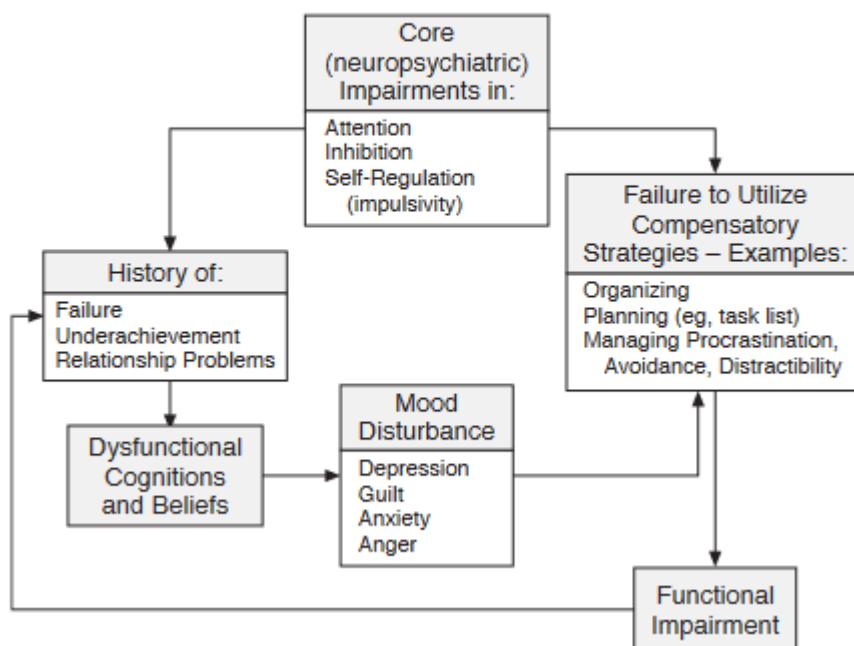 Core
(neuropsychiatric)
Impairments in:
Attention
Inhibition
Self-Regulation
(impulsivity)
Failure to Utilize
Compensatory
Strategies – Examples:
Organizing
Planning (eg, task list)
Managing Procrastination,
Avoidance, Distractibility
History of:
Failure
Underachievement
Relationship Problems
Dysfunctional
Cognitions
and Beliefs
Mood
Disturbance
Depression
Guilt
Anxiety
Anger
Functional
Impairment